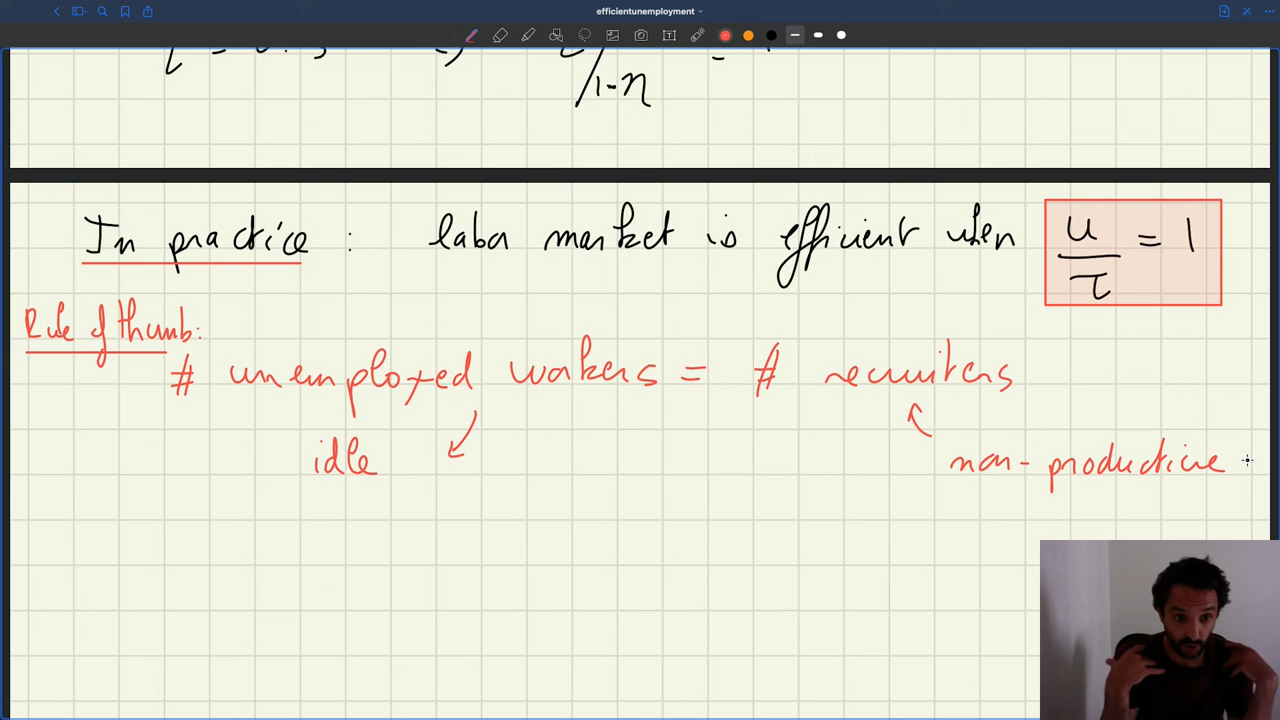 efficientunemployment
1-η
In practice : labor market is efficient when u/τ = 1
Rule of thumb:
# unemployed workers = # recruiters
idle
non-productive